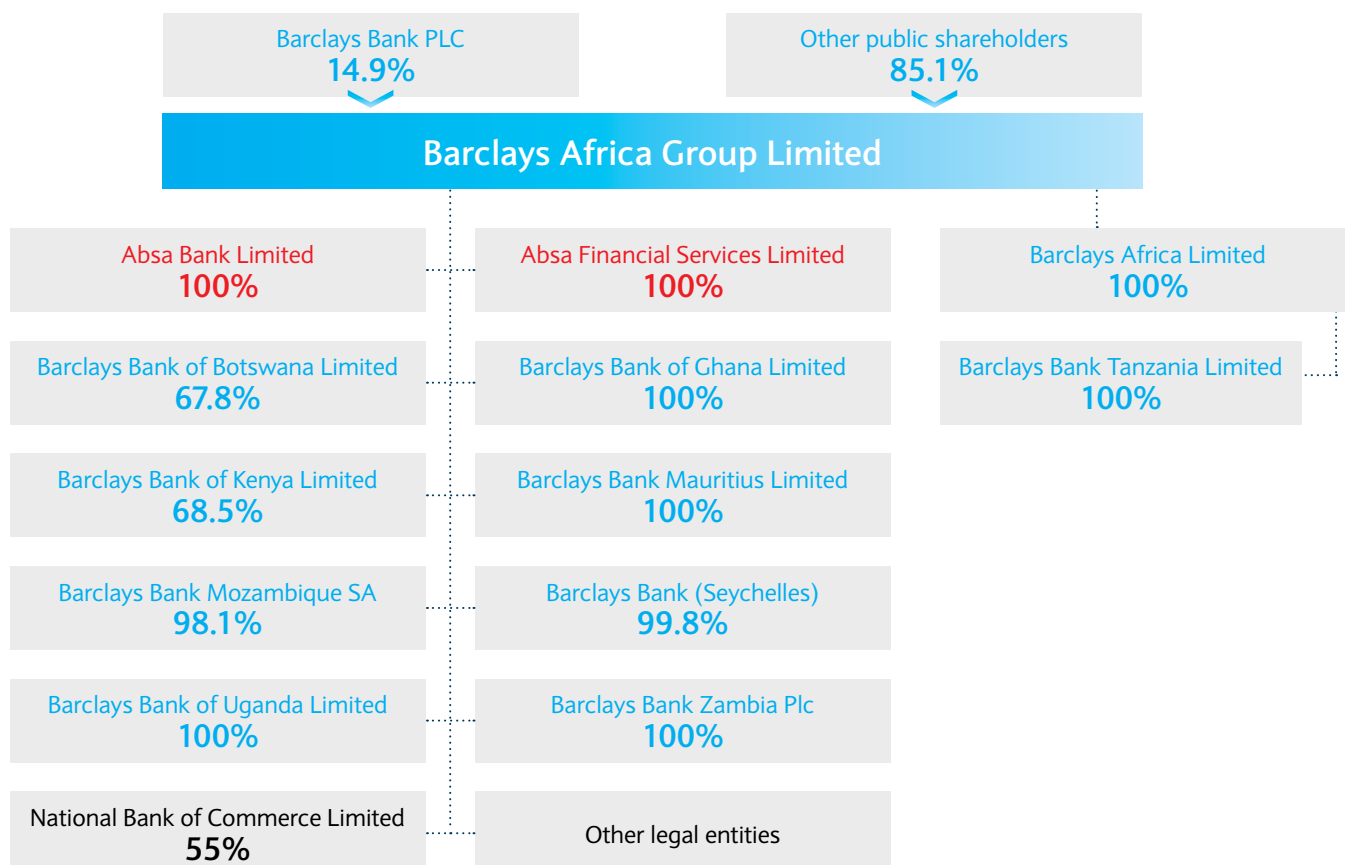 Barclays Bank PLC
14.9%
Other public shareholders
85.1%
Barclays Africa Group Limited
Absa Bank Limited
100%
Absa Financial Services Limited
100%
Barclays Africa Limited
100%
Barclays Bank of Botswana Limited
67.8%
Barclays Bank of Ghana Limited
100%
Barclays Bank Tanzania Limited
100%
Barclays Bank of Kenya Limited
68.5%
Barclays Bank Mauritius Limited
100%
Barclays Bank Mozambique SA
98.1%
Barclays Bank (Seychelles)
99.8%
Barclays Bank of Uganda Limited
100%
Barclays Bank Zambia Plc
100%
National Bank of Commerce Limited
55%
Other legal entities